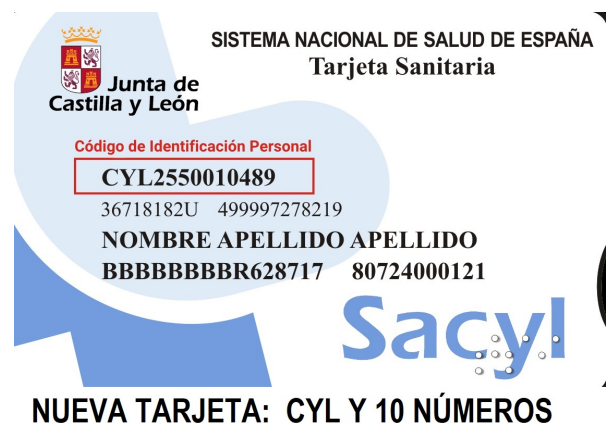 SISTEMA NACIONAL DE SALUD DE ESPAÑA
Tarjeta Sanitaria
Junta de
Castilla y León
Código de Identificación Personal
CYL2550010489
36718182U 499997278219
NOMBRE APELLIDO APELLIDO
BBBBBBBBR628717 80724000121
Sacyl
NUEVA TARJETA: CYL Y 10 NÚMEROS